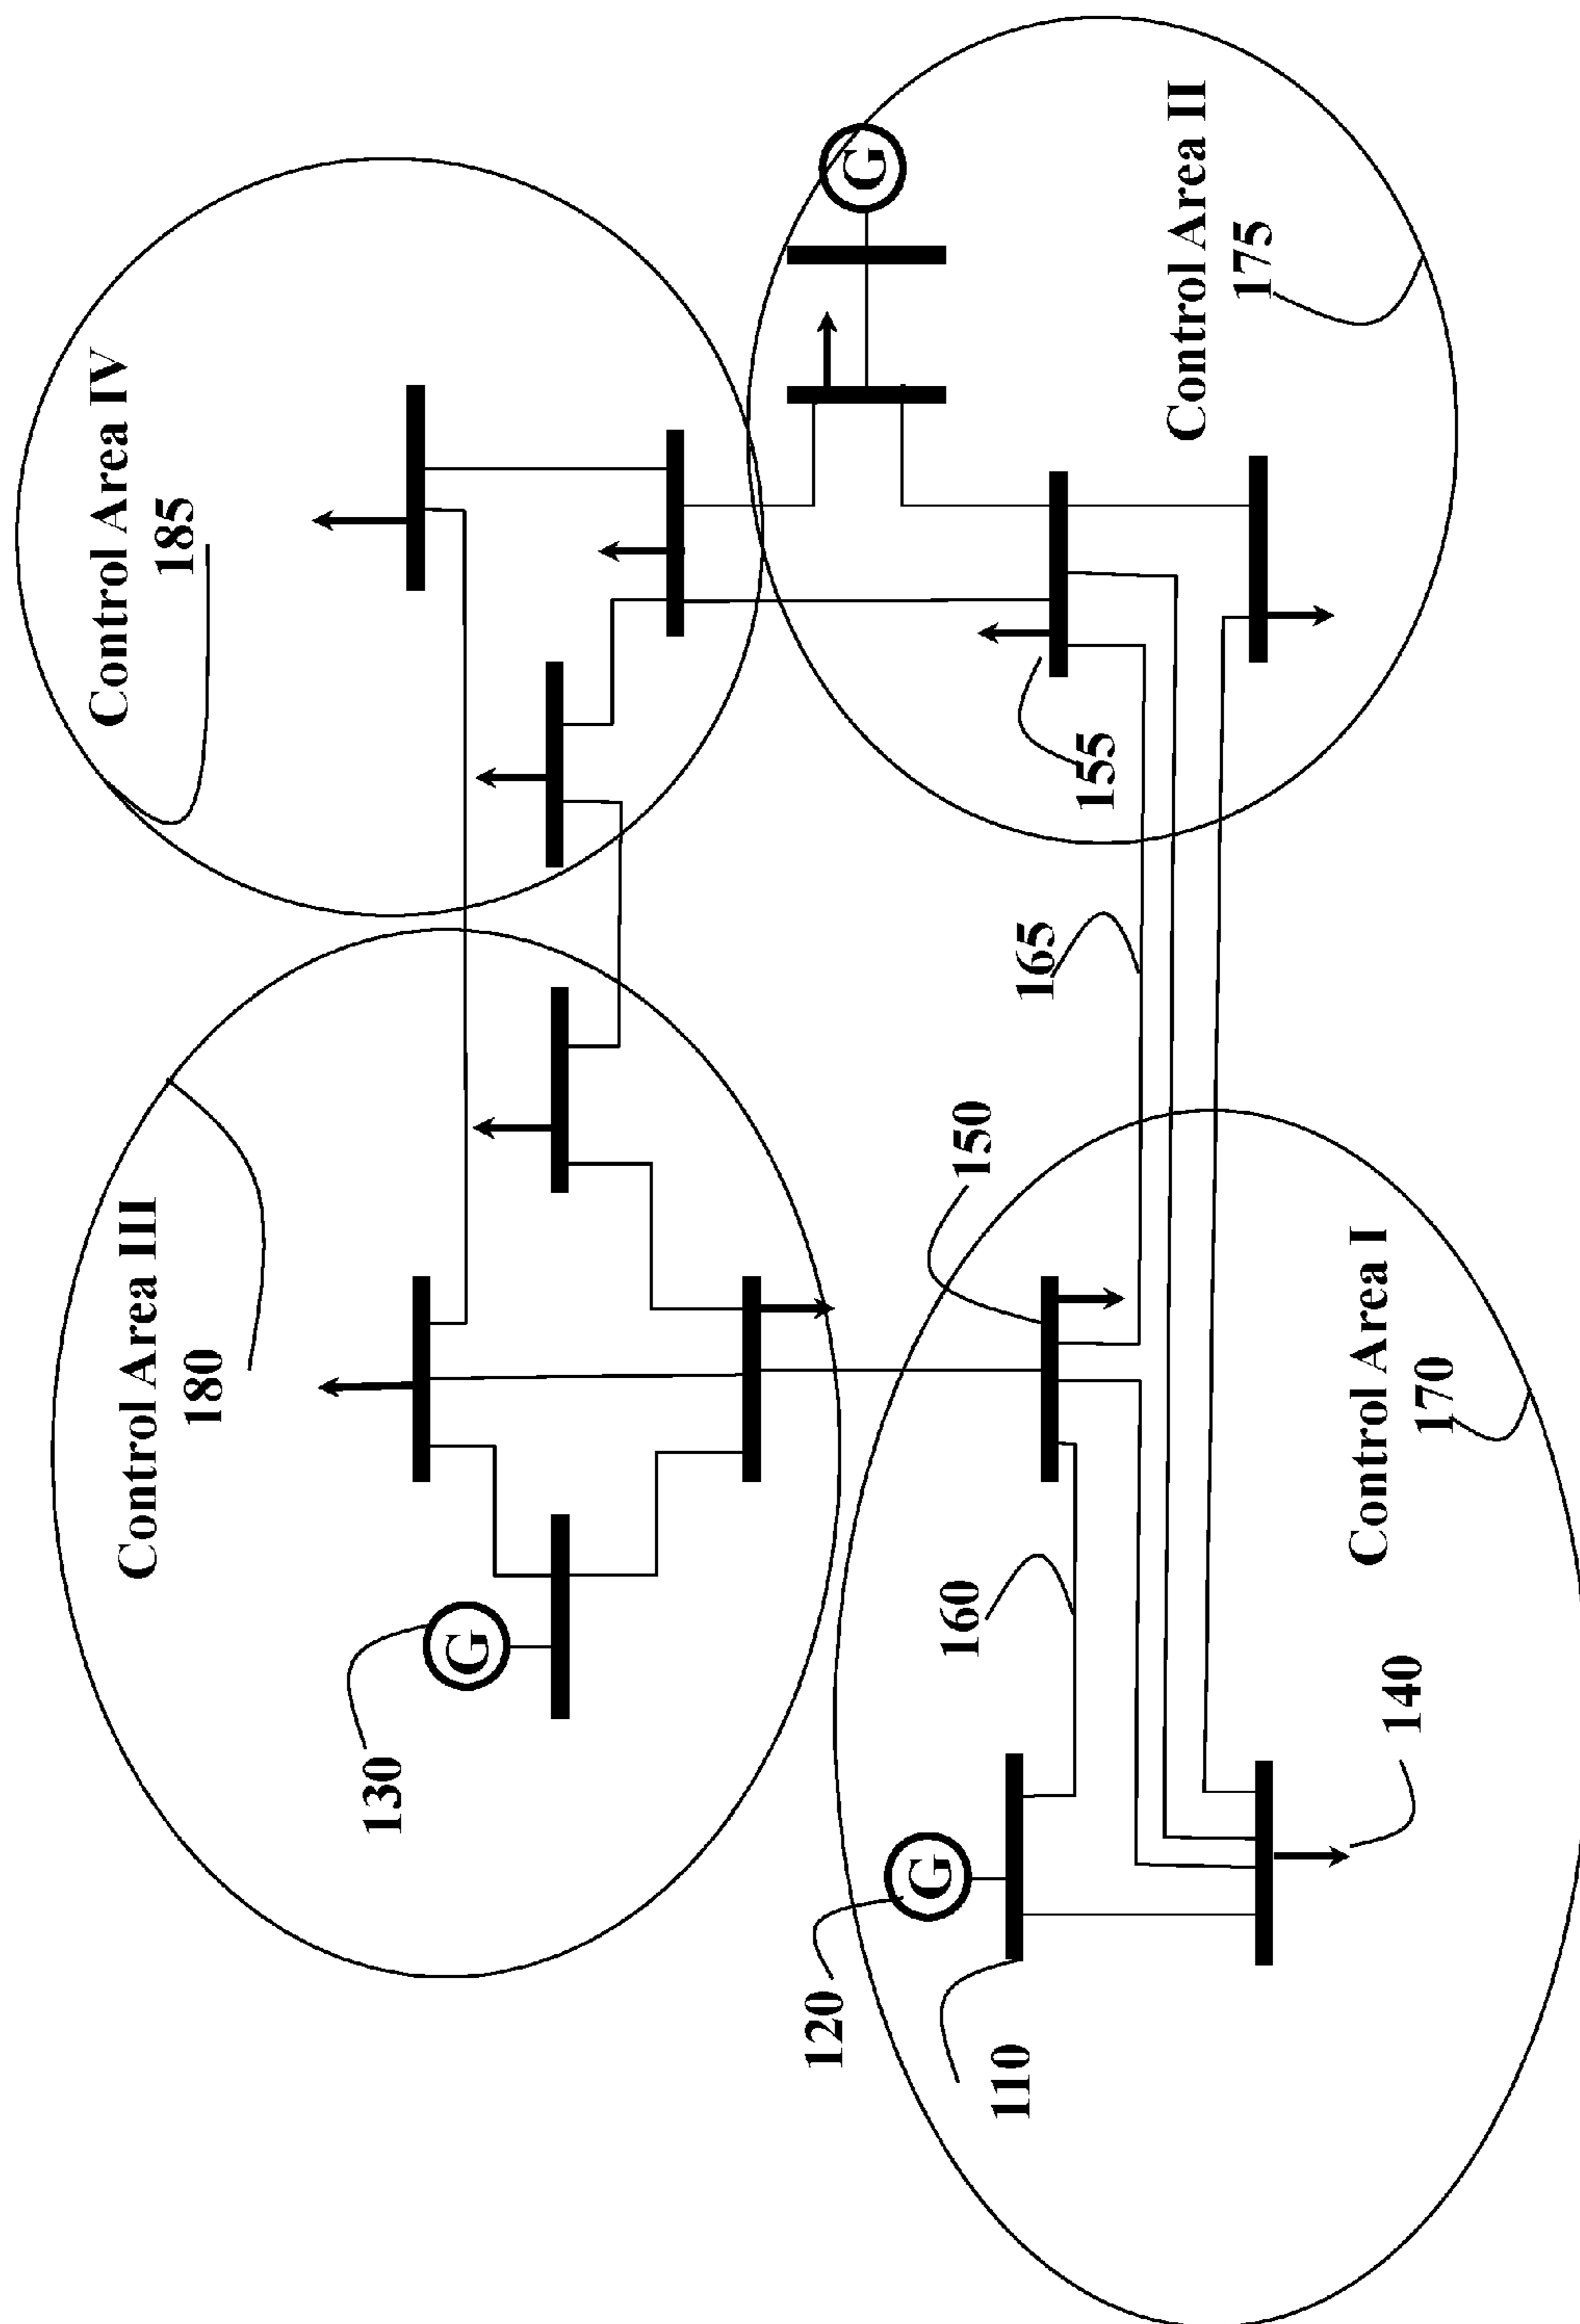 Control Area III
180
Control Area IV
185
130
G
120
G
G
160
150
110
165
155
Control Area II
175
Control Area I
170
140